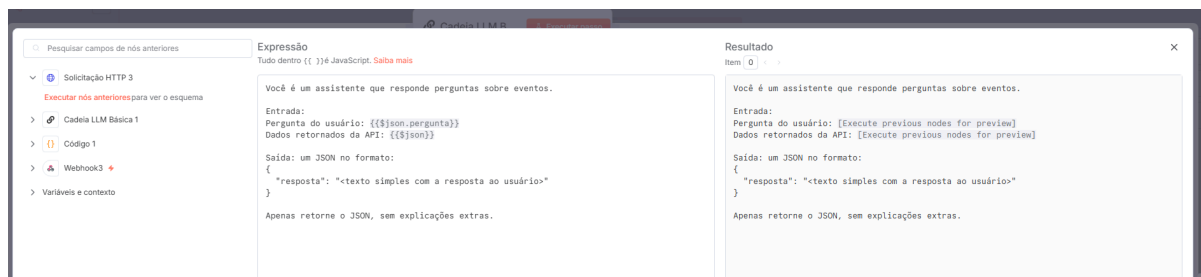 Cadeia LLM B
Executar passo
Pesquisar campos de nós anteriores
Solicitação HTTP 3
Executar nós anteriores para ver o esquema
Cadeia LLM Básica 1
Código 1
Webhook3
Variáveis e contexto
Expressão
Tudo dentro {{ }}é JavaScript. Saiba mais
Você é um assistente que responde perguntas sobre eventos.
Entrada:
Pergunta do usuário: {{$json.pergunta}}
Dados retornados da API: {{$json}}
Saída: um JSON no formato:
{
"resposta": "<texto simples com a resposta ao usuário>"
}
Apenas retorne o JSON, sem explicações extras.
Resultado
Item 0
Você é um assistente que responde perguntas sobre eventos.
Entrada:
Pergunta do usuário: [Execute previous nodes for preview]
Dados retornados da API: [Execute previous nodes for preview]
Saída: um JSON no formato:
{
"resposta": "<texto simples com a resposta ao usuário>"
}
Apenas retorne o JSON, sem explicações extras.